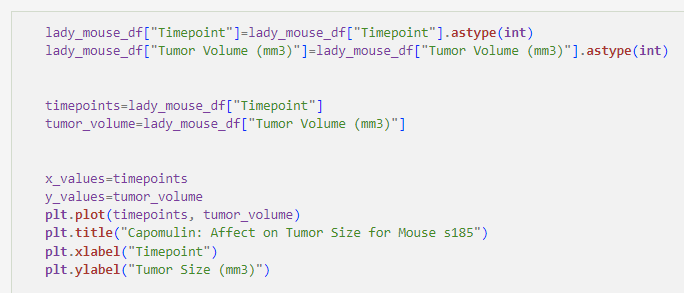 lady_mouse_df["Timepoint"]=lady_mouse_df["Timepoint"].astype(int)
lady_mouse_df["Tumor Volume (mm3)"]=lady_mouse_df["Tumor Volume (mm3)"].astype(int)
timepoints=lady_mouse_df["Timepoint"]
tumor_volume=lady_mouse_df["Tumor Volume (mm3)"]
x_values=timepoints
y_values=tumor_volume
plt.plot(timepoints, tumor_volume)
plt.title("Capomulin: Affect on Tumor Size for Mouse s185")
plt.xlabel("Timepoint")
plt.ylabel("Tumor Size (mm3)")